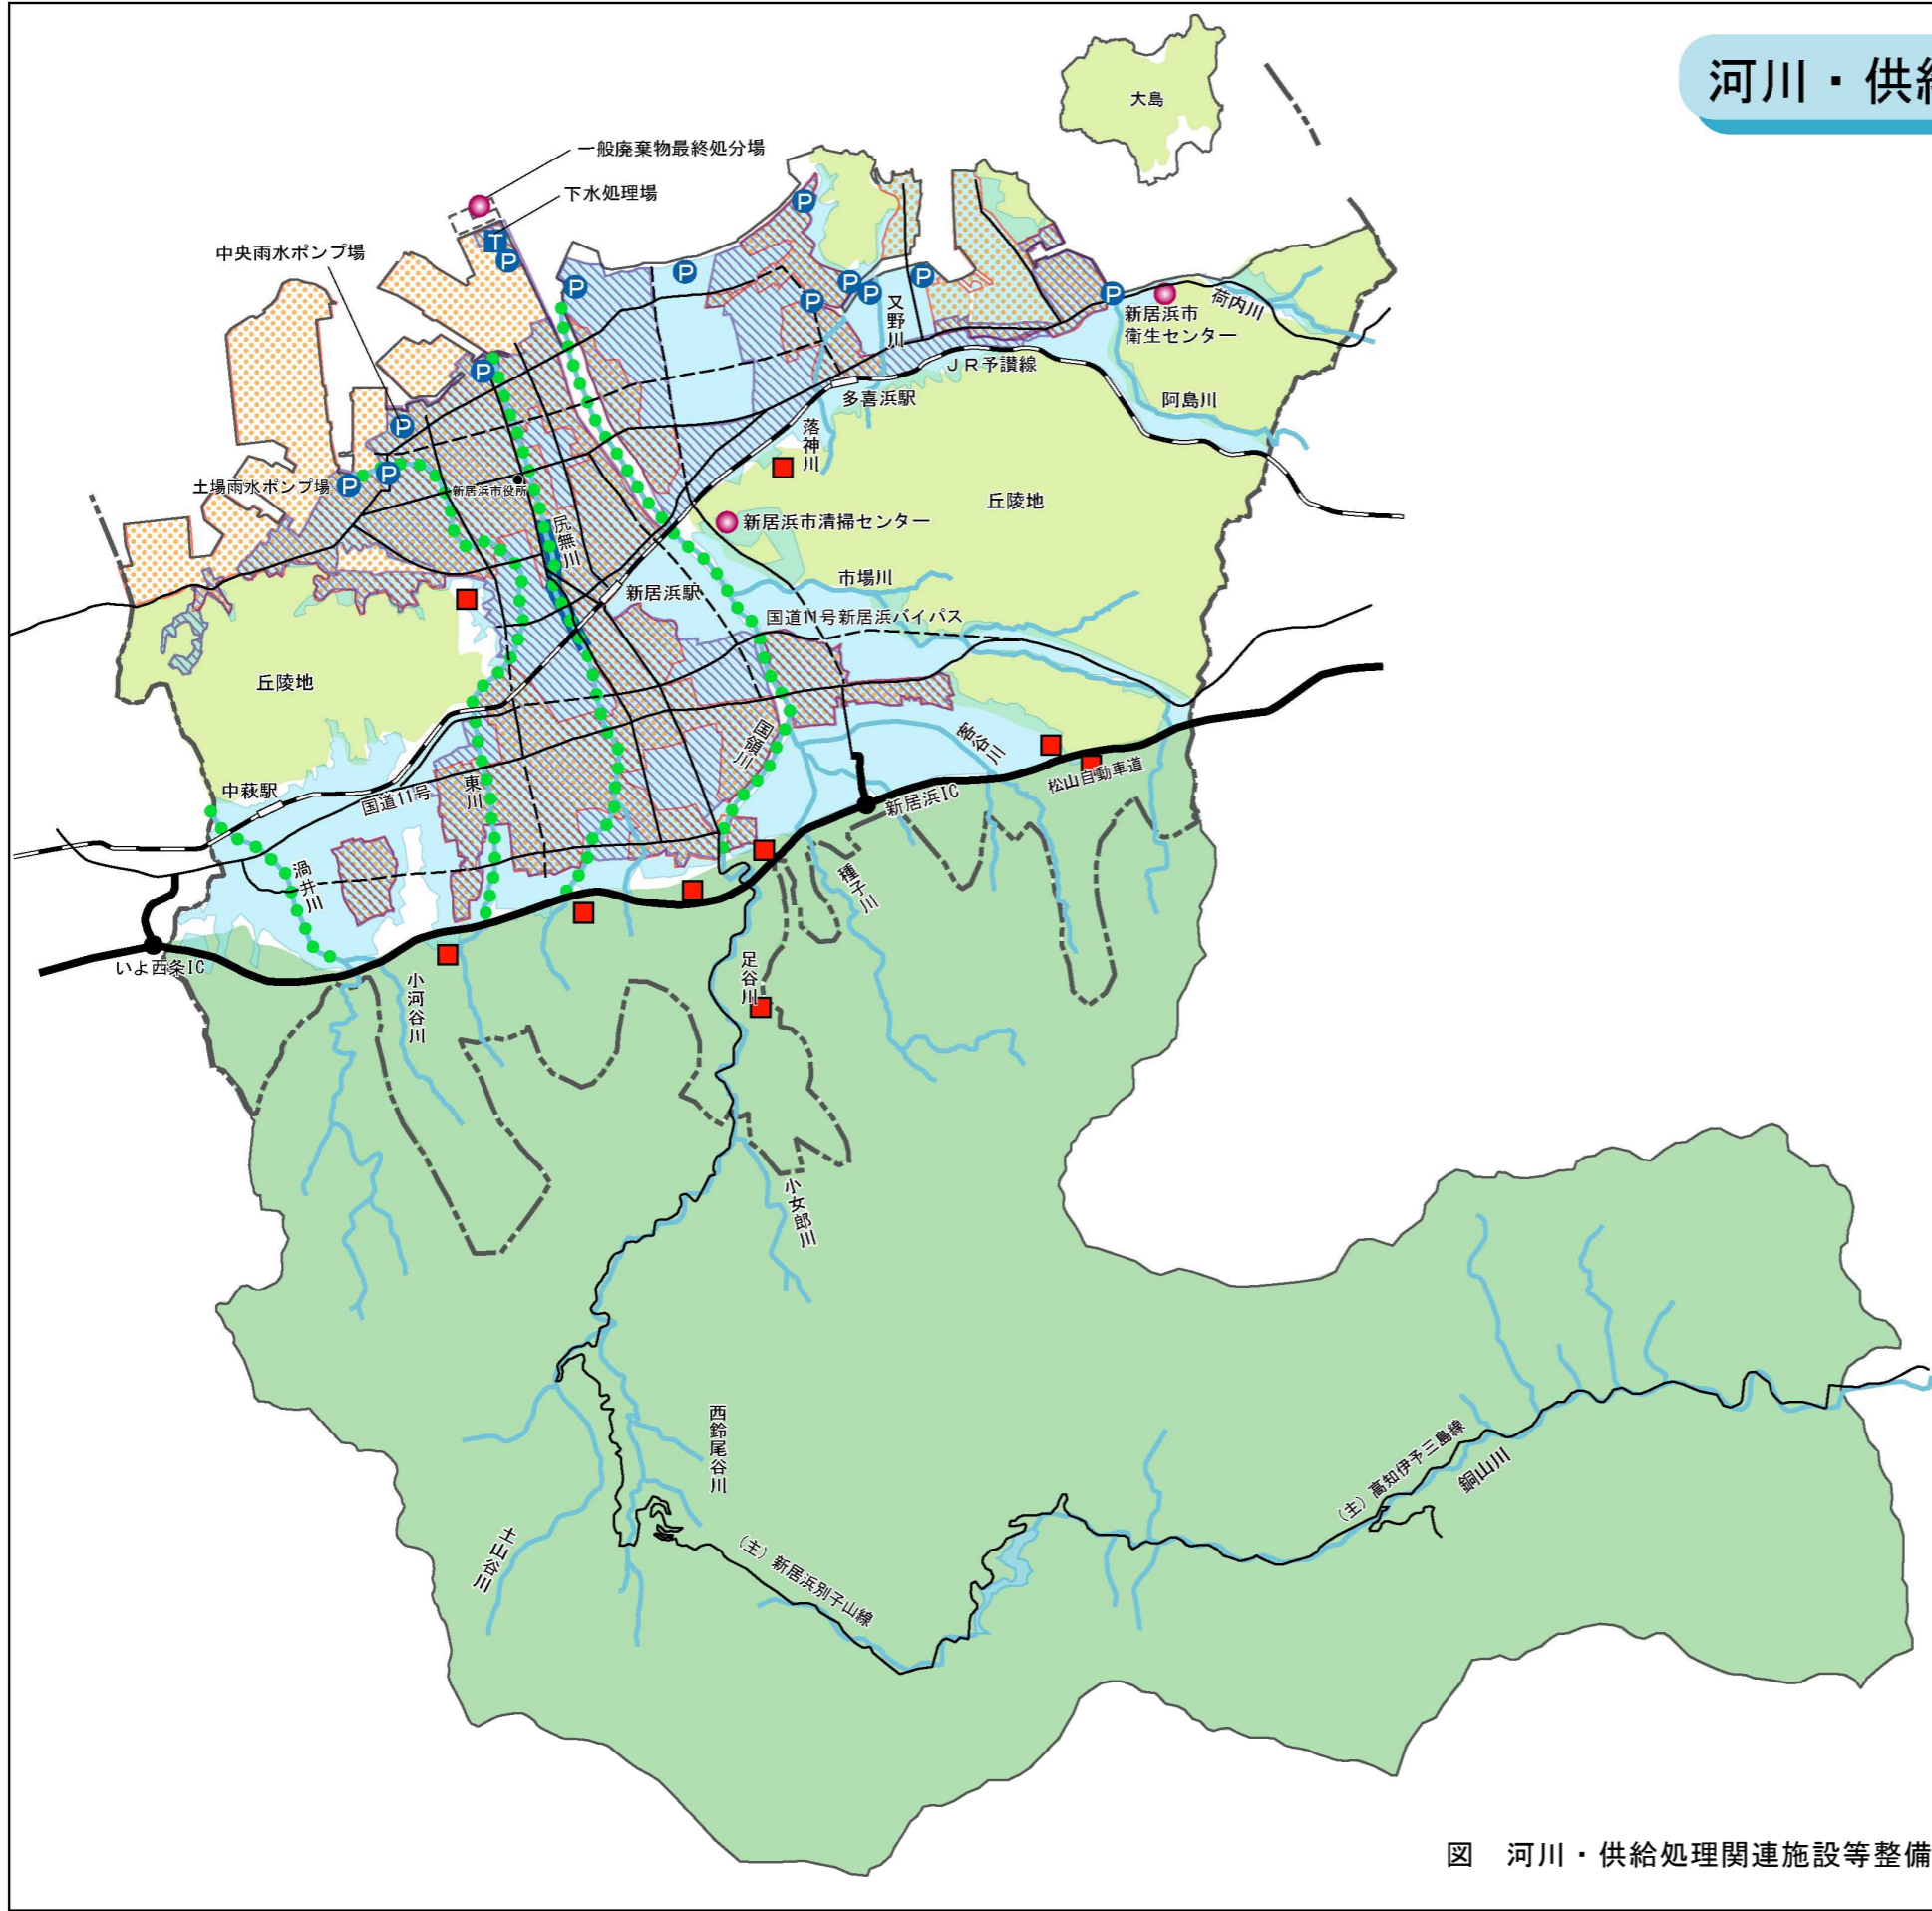 河川・供給
大島
一般廃棄物最終処分場
下水処理場
中央雨水ポンプ場
T
P
P
P
P
P
P
P
P
P
P
P
P
P
P
又野川
荷内川
新居浜市
衛生センター
JR予讃線
多喜浜駅
阿島川
落神川
土場雨水ポンプ場
新居浜市役所
尻無川
丘陵地
新居浜市清掃センター
市場川
新居浜駅
国道11号新居浜バイパス
丘陵地
国領川
客谷川
中萩駅
国道11号
東川
松山自動車道
新居浜IC
渦井川
種子川
いよ西条IC
小河谷川
足谷川
小女郎川
西鈴尾谷川
(主)高知伊予三島線
銅山川
土山谷川
(主)新居浜別子山線
図 河川・供給処理関連施設等整備